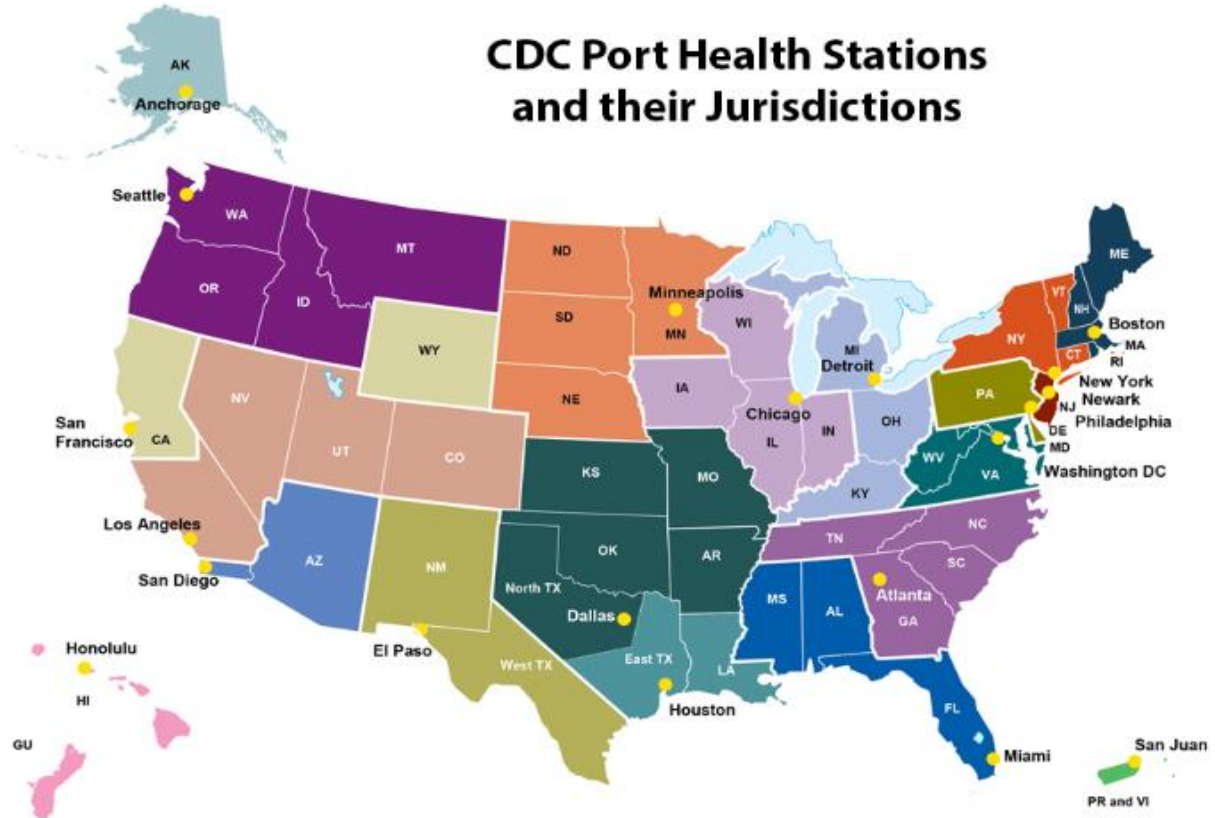 CDC Port Health Stations
and their Jurisdictions
AK
Anchorage
Seattle
WA
MT
OR
ID
ND
Minneapolis
MN
SD
WY
NE
WI
MI
Detroit
IA
Chicago
IL
IN
OH
ME
VT
NH
NY
Boston
MA
RI
CT
New York
Newark
NJ
Philadelphia
PA
DE
MD
Washington DC
WV
VA
KY
San
Francisco
CA
NV
UT
CO
KS
MO
Los Angeles
San Diego
AZ
NM
OK
AR
TN
NC
SC
North TX
Dallas
MS
AL
Atlanta
GA
El Paso
West TX
East TX
LA
Houston
FL
Miami
Honolulu
HI
GU
San Juan
PR and VI